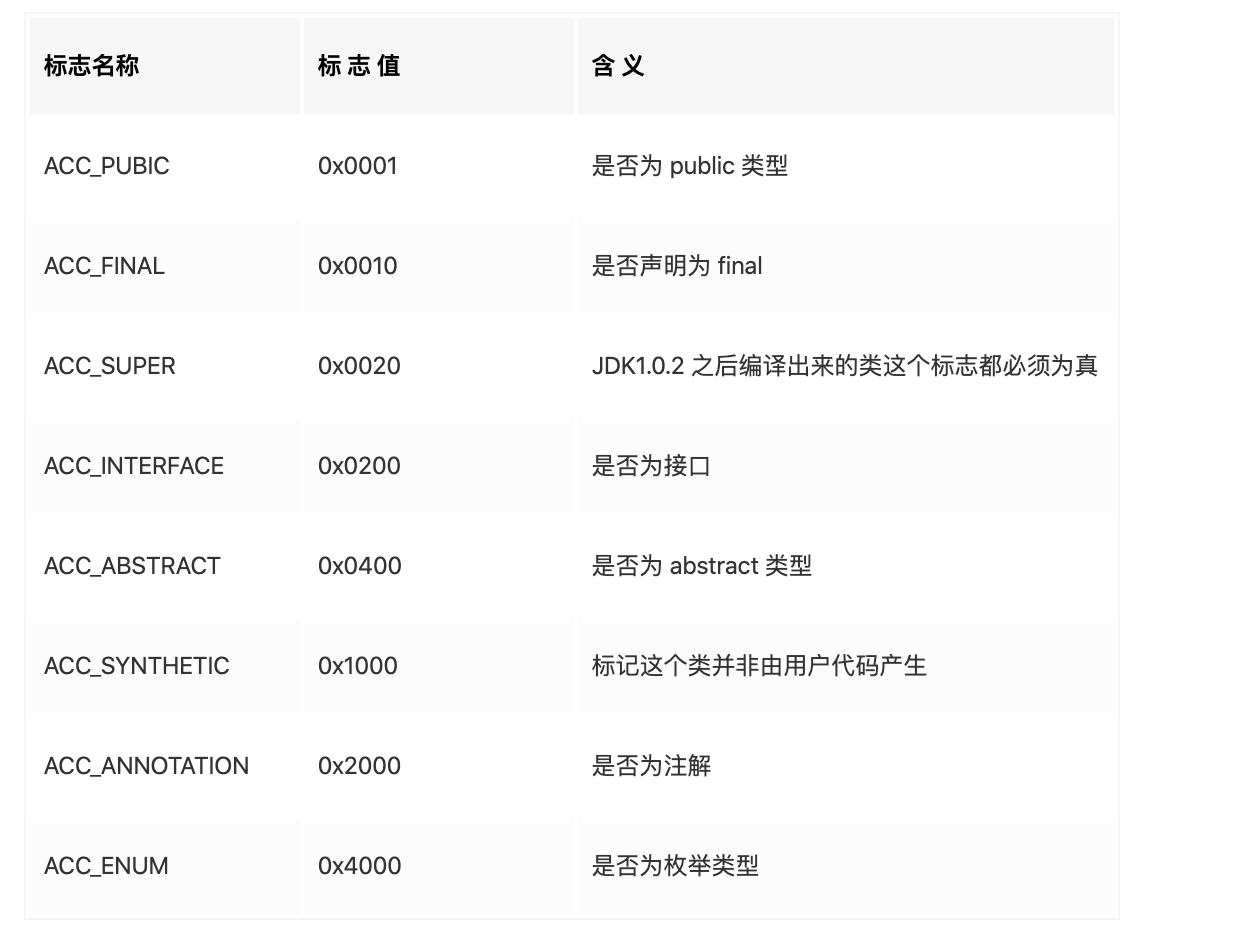 标志名称 标 志 值 含 义
ACC_PUBIC 0x0001 是否为 public 类型
ACC_FINAL 0x0010 是否声明为 final
ACC_SUPER 0x0020 JDK1.0.2 之后编译出来的类这个标志都必须为真
ACC_INTERFACE 0x0200 是否为接口
ACC_ABSTRACT 0x0400 是否为 abstract 类型
ACC_SYNTHETIC 0x1000 标记这个类并非由用户代码产生
ACC_ANNOTATION 0x2000 是否为注解
ACC_ENUM 0x4000 是否为枚举类型